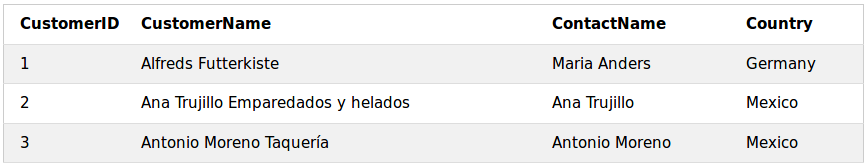 CustomerID CustomerName ContactName Country
1 Alfreds Futterkiste Maria Anders Germany
2 Ana Trujillo Emparedados y helados Ana Trujillo Mexico
3 Antonio Moreno Taquería Antonio Moreno Mexico